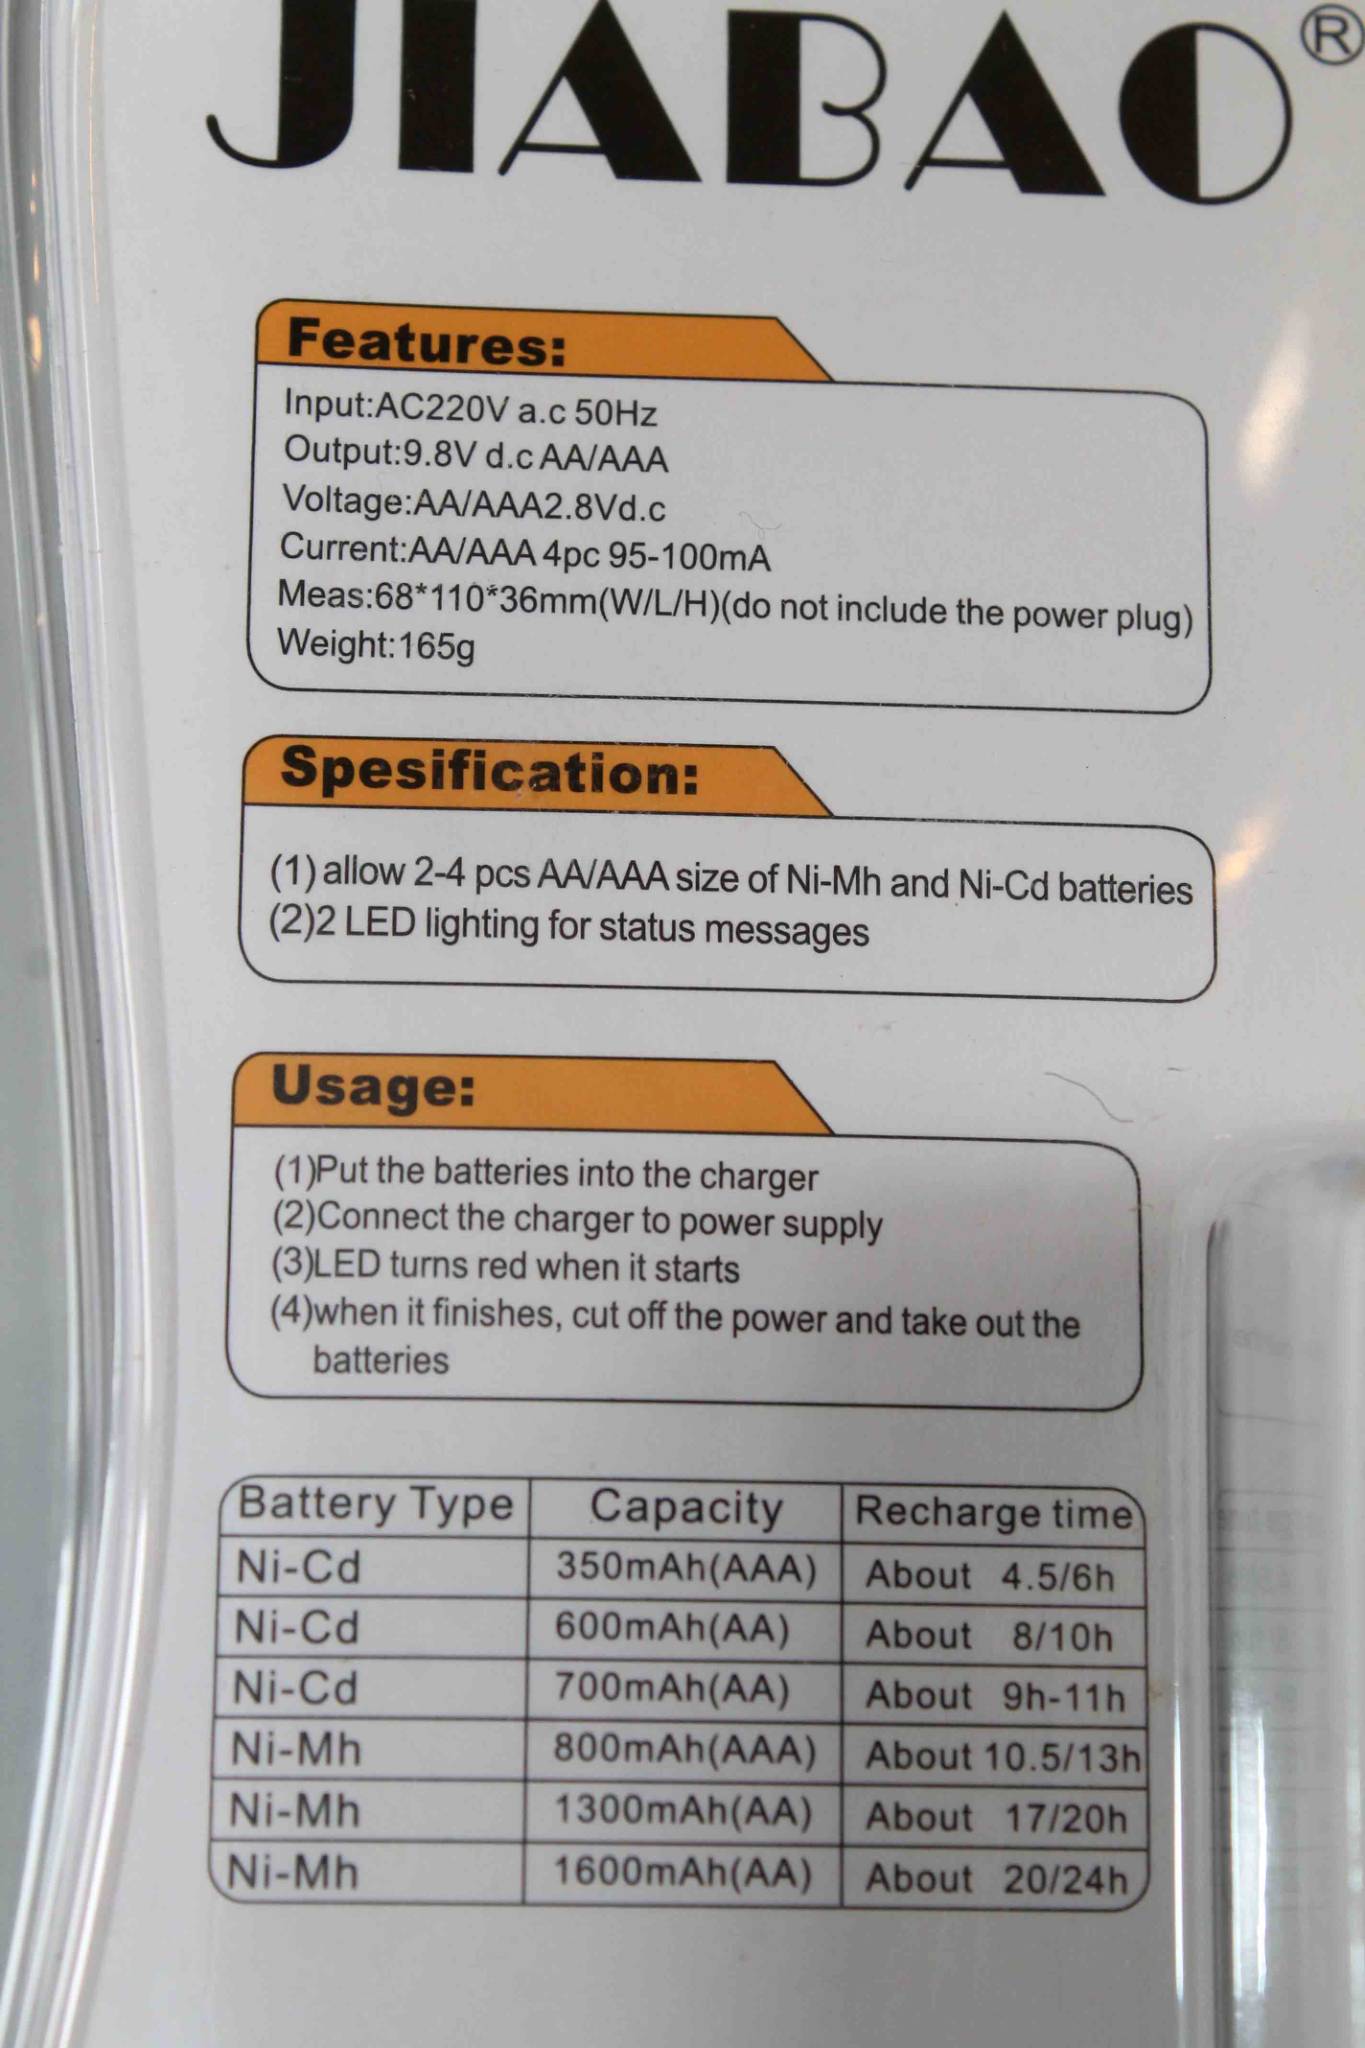 JIABAO®
Features:
Input:AC220V a.c 50Hz
Output:9.8V d.c AA/AAA
Voltage:AA/AAA2.8Vd.c
Current:AA/AAA 4pc 95-100mA
Meas:68*110*36mm(W/L/H)(do not include the power plug)
Weight:165g
Spesification:
(1) allow 2-4 pcs AA/AAA size of Ni-Mh and Ni-Cd batteries
(2)2 LED lighting for status messages
Usage:
(1)Put the batteries into the charger
(2)Connect the charger to power supply
(3)LED turns red when it starts
(4)when it finishes, cut off the power and take out the
batteries
Battery Type Capacity Recharge time
Ni-Cd 350mAh(AAA) About 4.5/6h
Ni-Cd 600mAh(AA) About 8/10h
Ni-Cd 700mAh(AA) About 9h-11h
Ni-Mh 800mAh(AAA) About 10.5/13h
Ni-Mh 1300mAh(AA) About 17/20h
Ni-Mh 1600mAh(AA) About 20/24h